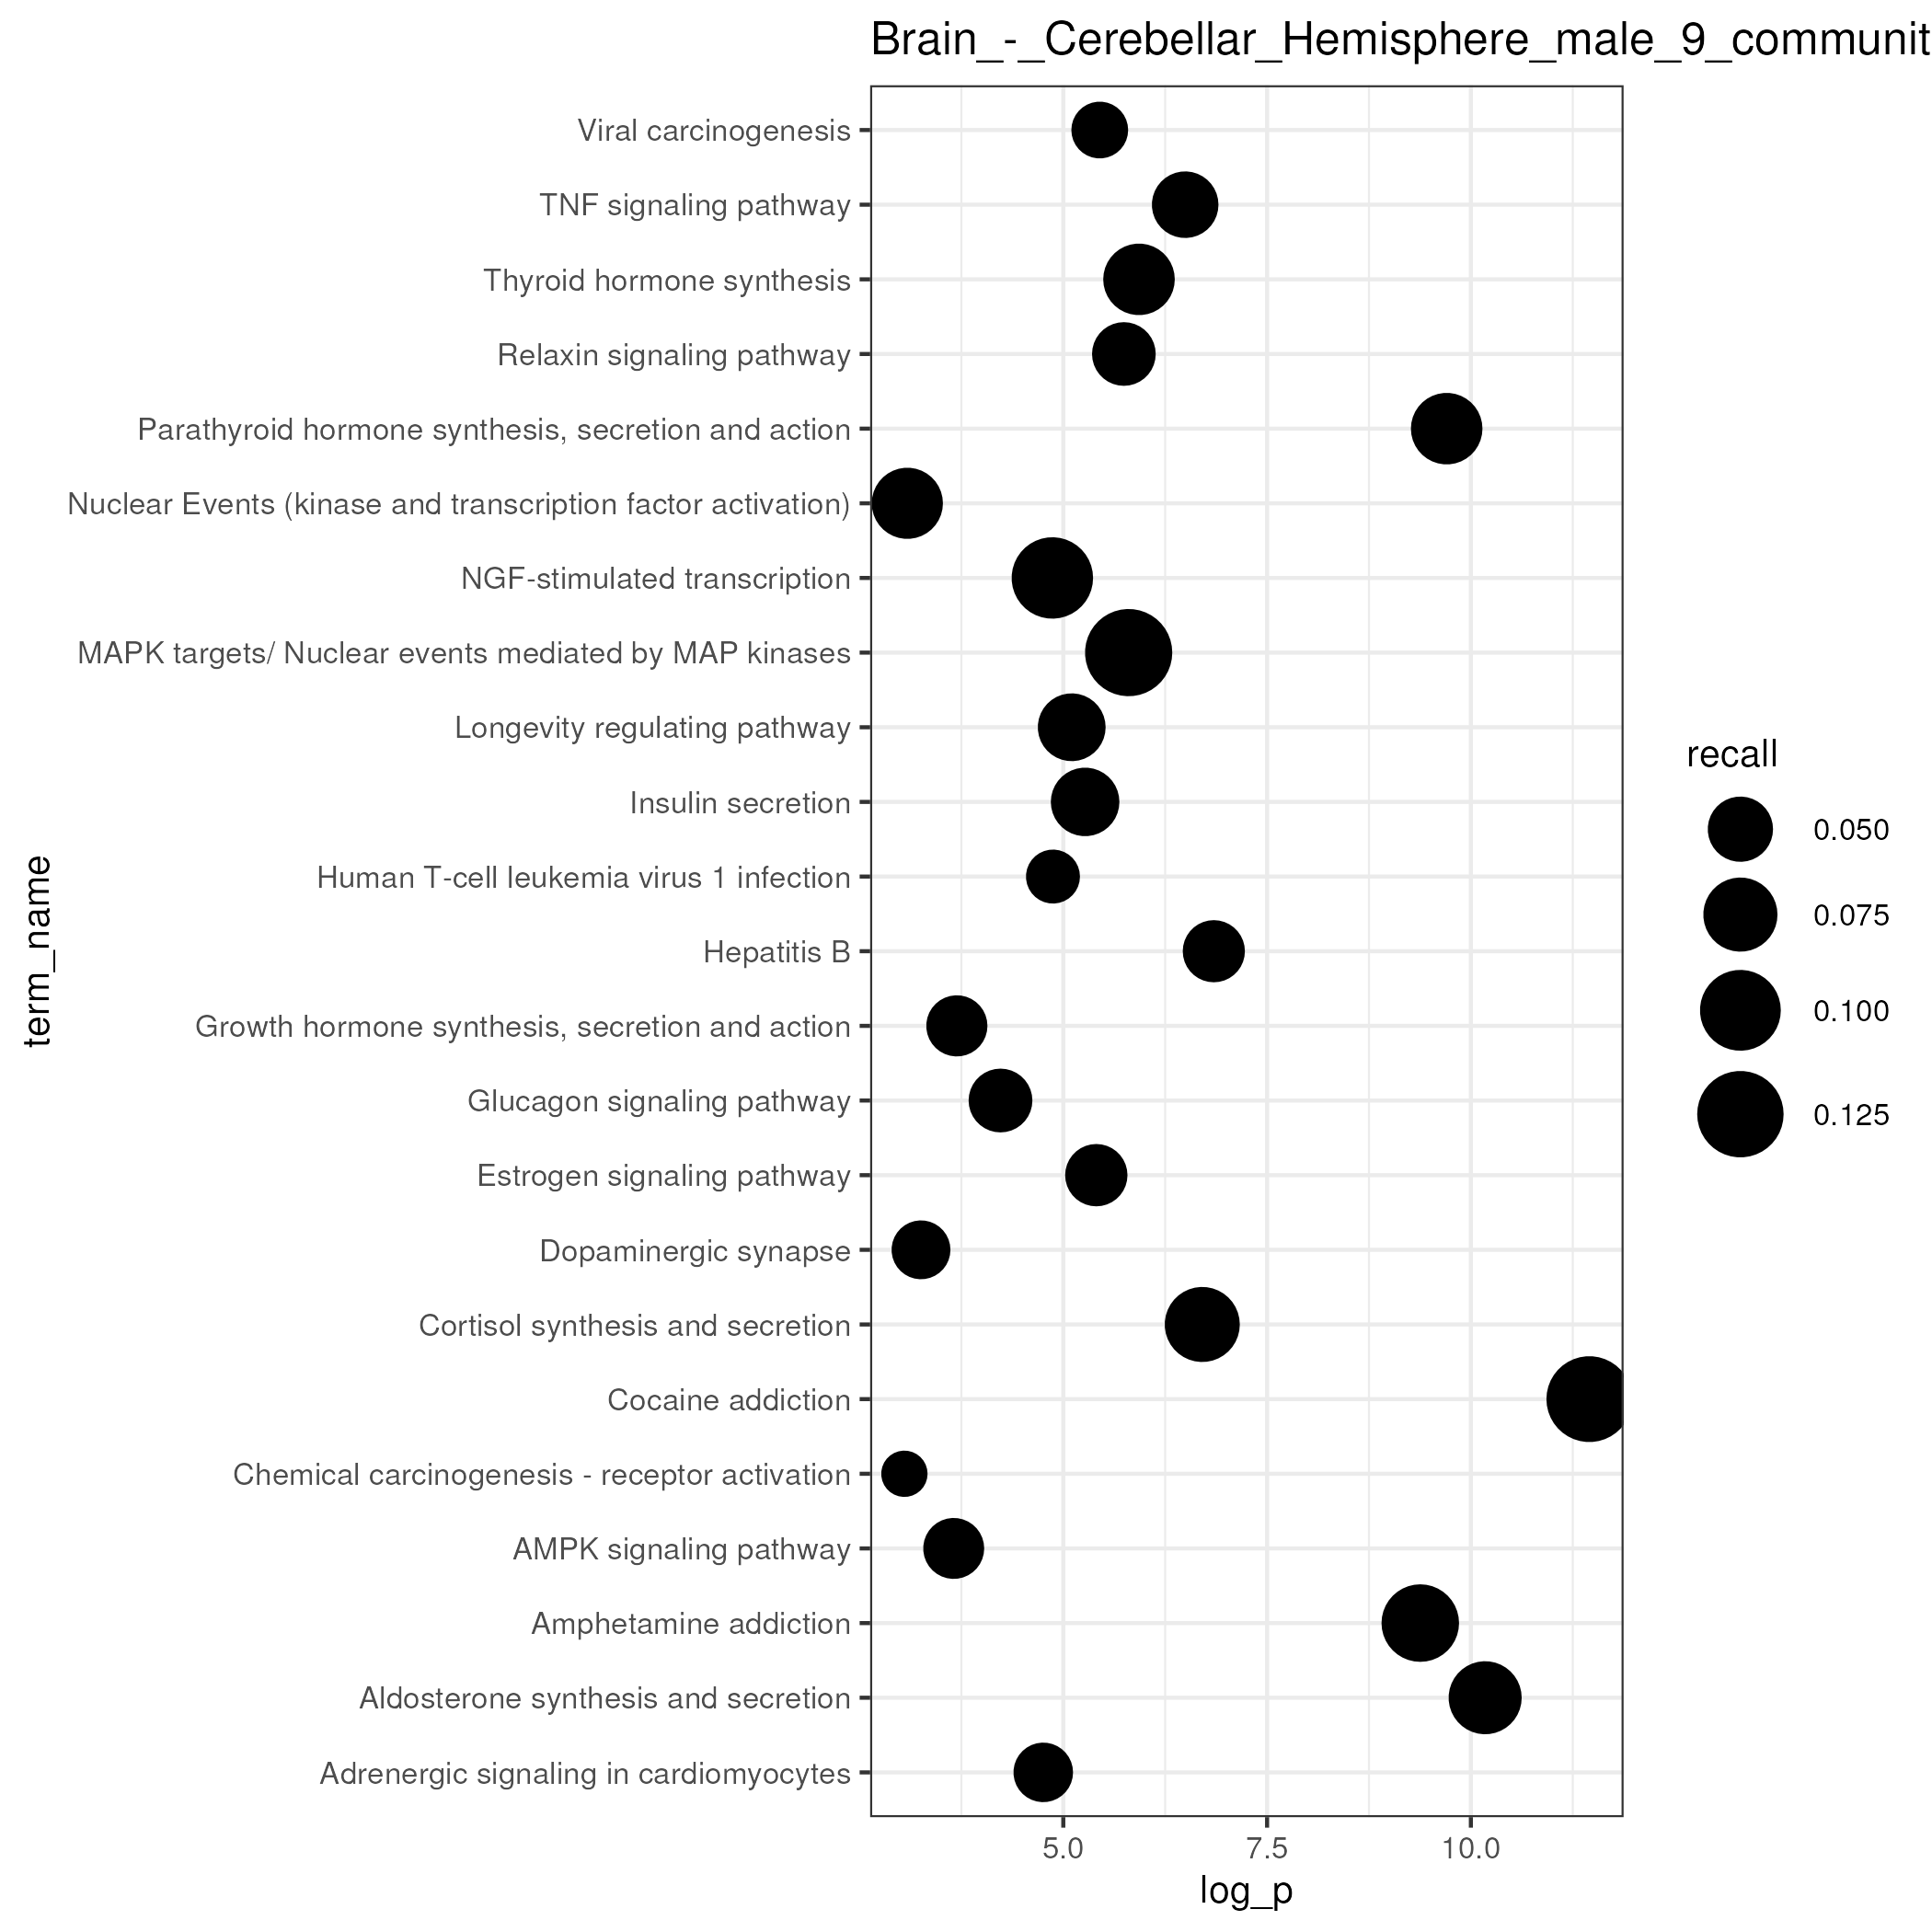 Brain_-_Cerebellar_Hemisphere_male_9_communit
Viral carcinogenesis
TNF signaling pathway
Thyroid hormone synthesis
Relaxin signaling pathway
Parathyroid hormone synthesis, secretion and action
Nuclear Events (kinase and transcription factor activation)
NGF-stimulated transcription
MAPK targets/ Nuclear events mediated by MAP kinases
Longevity regulating pathway
Insulin secretion
Human T-cell leukemia virus 1 infection
Hepatitis B
Growth hormone synthesis, secretion and action
Glucagon signaling pathway
Estrogen signaling pathway
Dopaminergic synapse
Cortisol synthesis and secretion
Cocaine addiction
Chemical carcinogenesis - receptor activation
AMPK signaling pathway
Amphetamine addiction
Aldosterone synthesis and secretion
Adrenergic signaling in cardiomyocytes
term_name
5.0 7.5 10.0
log_p
recall
0.050
0.075
0.100
0.125